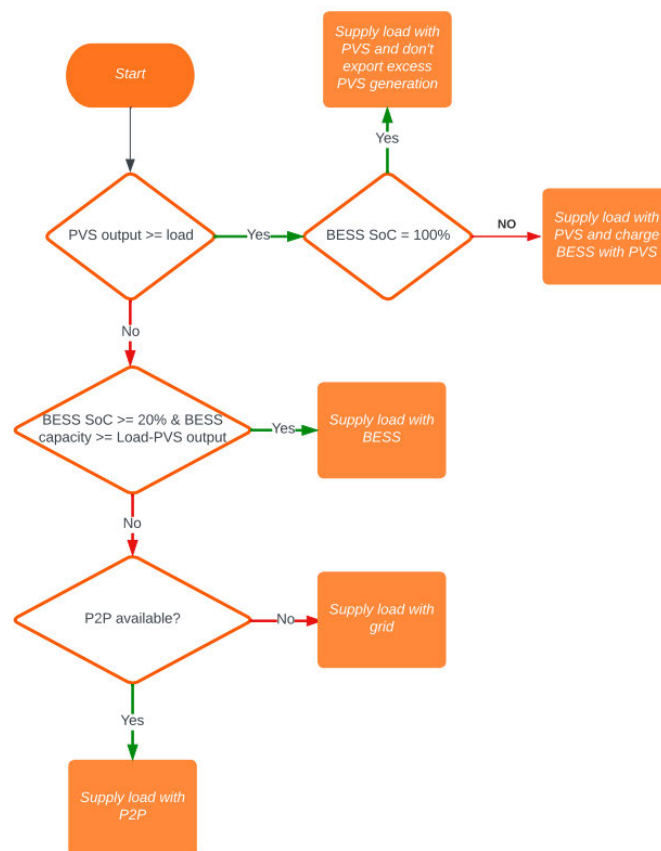 Supply load with
PVS and don't
export excess
PVS generation
Start
Yes
PVS output >= load
Yes
BESS SoC = 100%
NO
Supply load with
PVS and charge
BESS with PVS
No
BESS SoC >= 20% & BESS
capacity >= Load-PVS output
Yes
Supply load with
BESS
No
P2P available?
No
Supply load with
grid
Yes
Supply load with
P2P